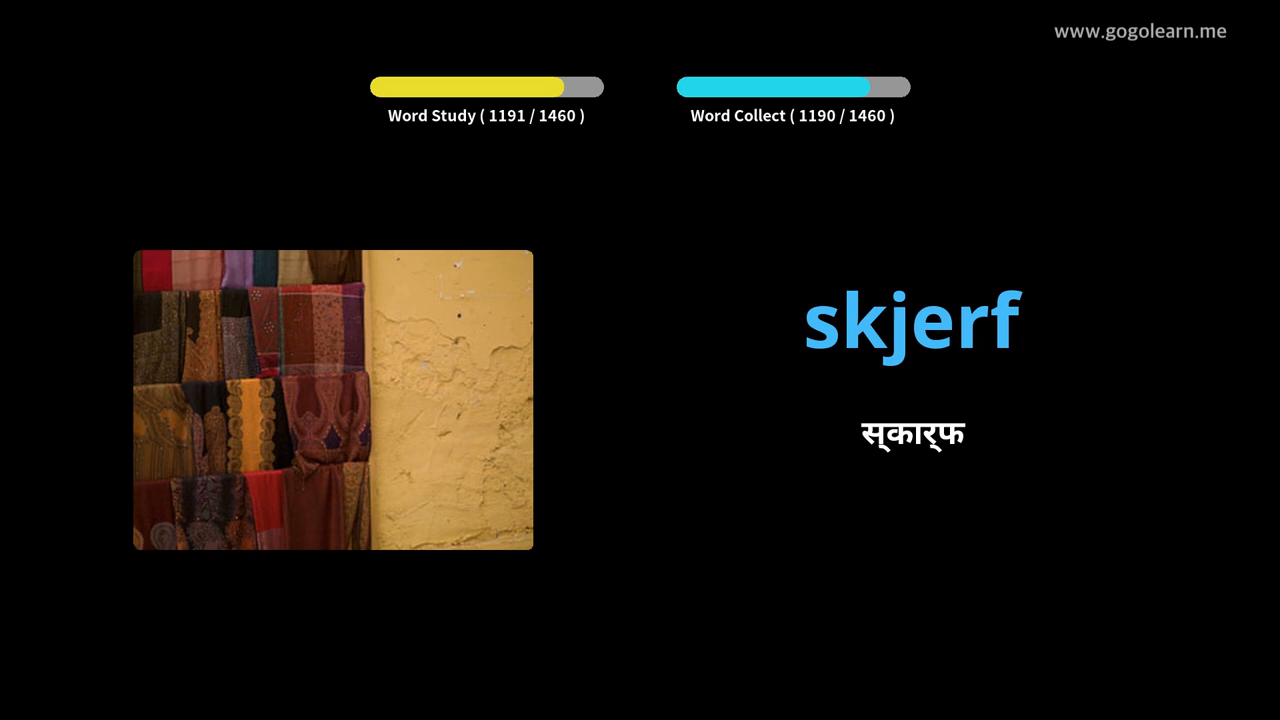 www.gogolearn.me
Word Study ( 1191 / 1460 )
Word Collect ( 1190 / 1460 )
skjerf
स्कार्फ